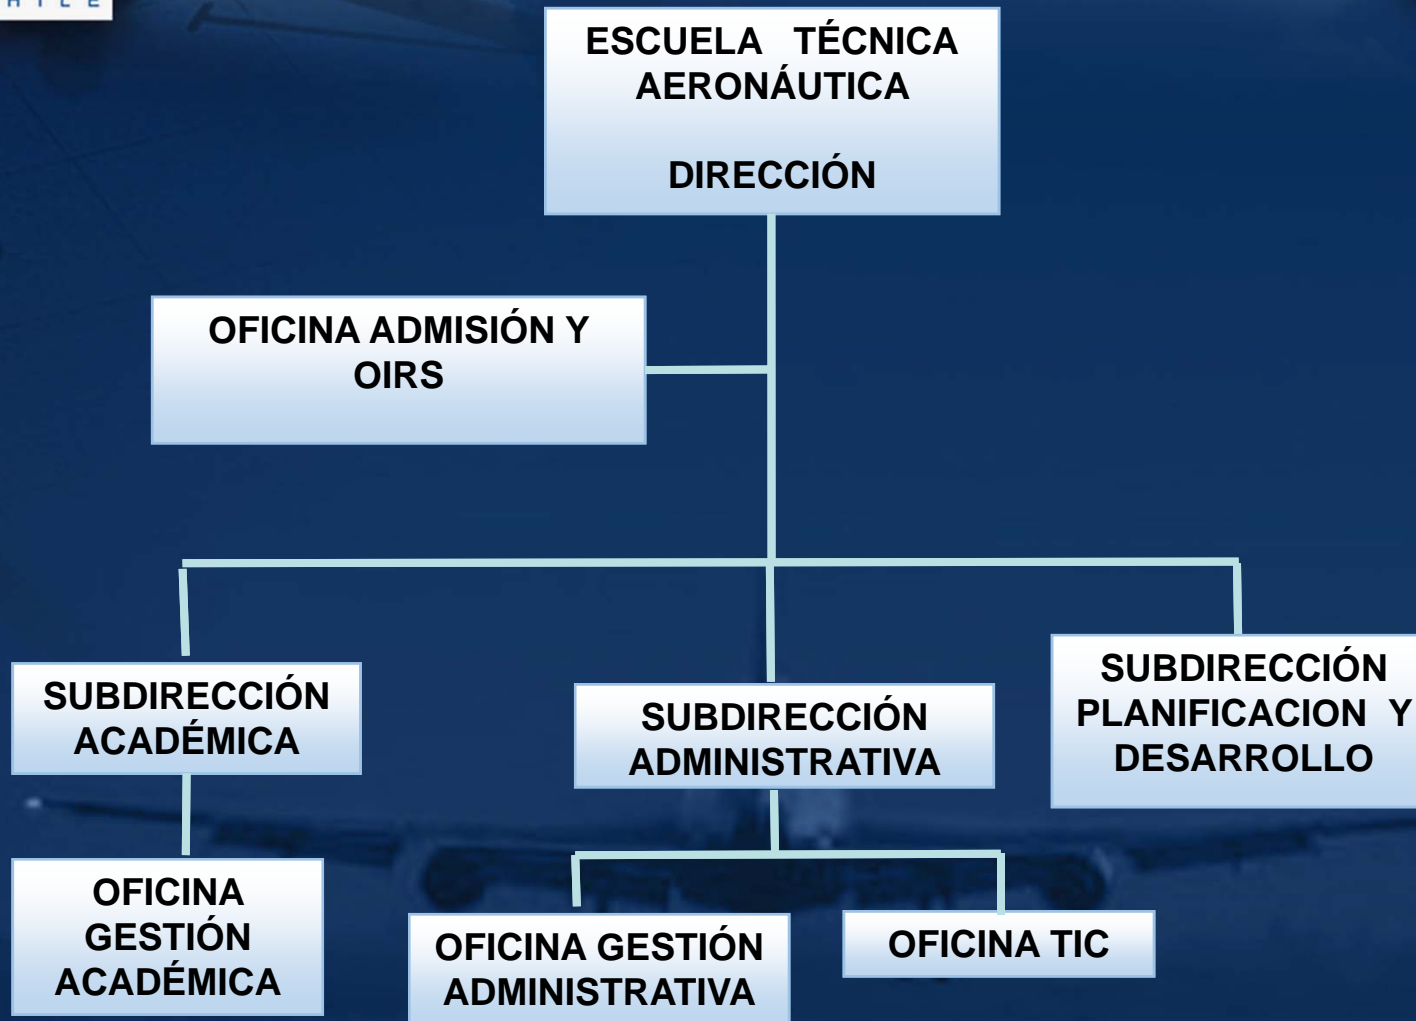 HILE
ESCUELA TÉCNICA
AERONÁUTICA
DIRECCIÓN
OFICINA ADMISIÓN Y
OIRS
SUBDIRECCIÓN
ACADÉMICA
SUBDIRECCIÓN
ADMINISTRATIVA
SUBDIRECCIÓN
PLANIFICACION Y
DESARROLLO
OFICINA
GESTIÓN
ACADÉMICA
OFICINA GESTIÓN
ADMINISTRATIVA
OFICINA TIC